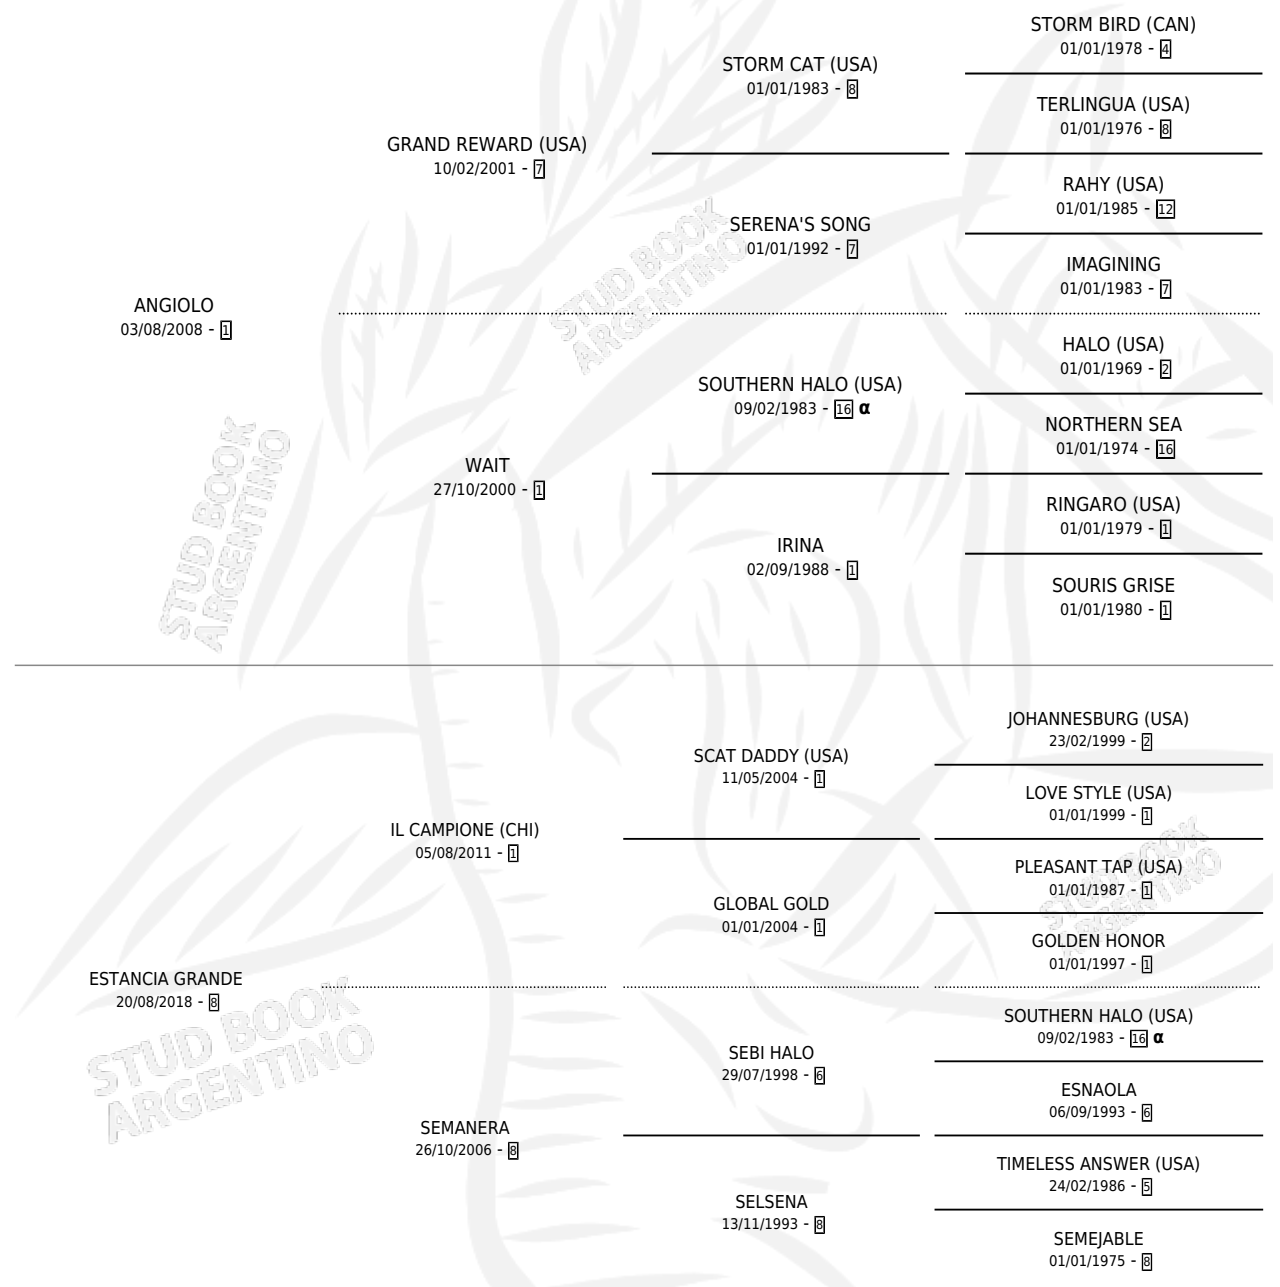 STORM BIRD (CAN)
01/01/1978 - 4
STORM CAT (USA)
01/01/1983 - 8
TERLINGUA (USA)
01/01/1976 - 8
GRAND REWARD (USA)
10/02/2001 - 7
RAHY (USA)
01/01/1985 - 12
SERENA'S SONG
01/01/1992 - 7
IMAGINING
01/01/1983 - 7
ANGIOLO
03/08/2008 - 1
HALO (USA)
01/01/1969 - 2
SOUTHERN HALO (USA)
09/02/1983 - 16 α
NORTHERN SEA
01/01/1974 - 16
WAIT
27/10/2000 - 1
RINGARO (USA)
01/01/1979 - 1
IRINA
02/09/1988 - 1
SOURIS GRISE
01/01/1980 - 1
JOHANNESBURG (USA)
23/02/1999 - 2
SCAT DADDY (USA)
11/05/2004 - 1
LOVE STYLE (USA)
01/01/1999 - 1
IL CAMPIONE (CHI)
05/08/2011 - 1
PLEASANT TAP (USA)
01/01/1987 - 1
GLOBAL GOLD
01/01/2004 - 1
GOLDEN HONOR
01/01/1997 - 1
ESTANCIA GRANDE
20/08/2018 - 8
SOUTHERN HALO (USA)
09/02/1983 - 16 α
SEBI HALO
29/07/1998 - 6
ESNAOLA
06/09/1993 - 6
SEMANERA
26/10/2006 - 8
TIMELESS ANSWER (USA)
24/02/1986 - 5
SELSENA
13/11/1993 - 8
SEMEJABLE
01/01/1975 - 8
STUD BOOK
ARGENTINO
STUD BOOK
ARGENTINO
STUD BOOK
ARGENTINO
STUD BOOK
ARGENTINO